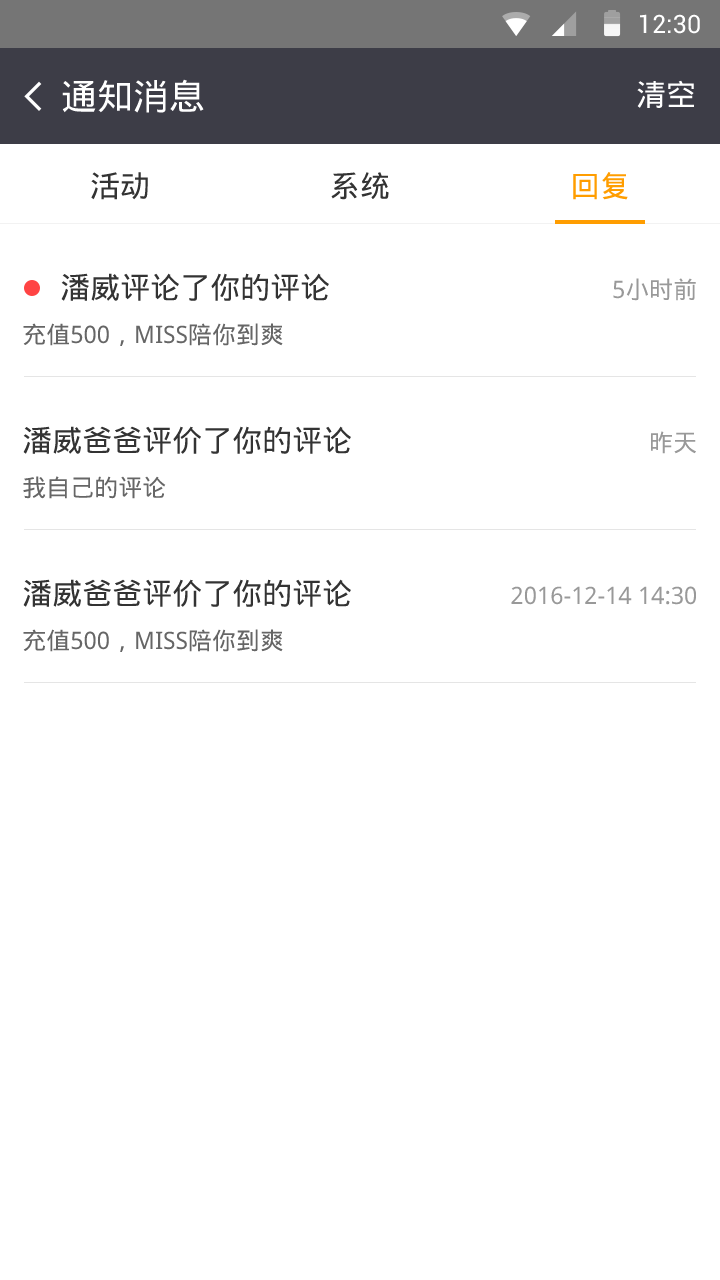 12:30
通知消息 清空
活动 系统 回复
潘威评论了你的评论 5小时前
充值500，MISS陪你到爽
潘威爸爸评价了你的评论 昨天
我自己的评论
潘威爸爸评价了你的评论 2016-12-14 14:30
充值500，MISS陪你到爽